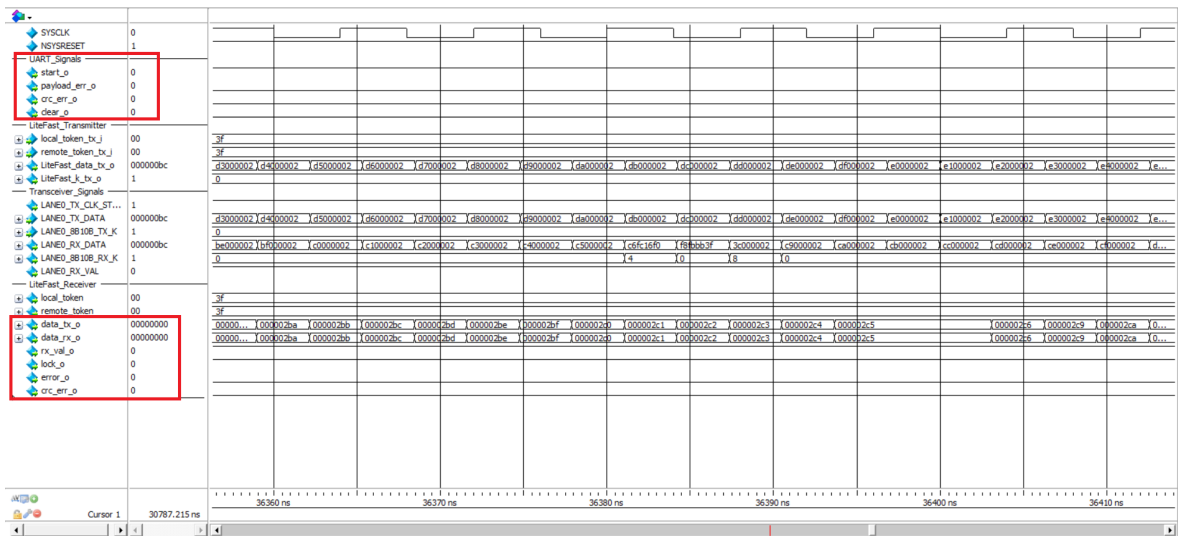 SYSCLK 0
NSYSRESET 1
UART_Signals
start_o 0
payload_err_o 0
crc_err_o 0
clear_o 0
LiteFast_Transmitter
local_token_tx_i 00 3f
remote_token_tx_i 00 3f
LiteFast_data_tx_o 000000bc d3000002 d4000002 d5000002 d6000002 d7000002 d8000002 d9000002 da000002 db000002 dc000002 dd000002 de000002 df000002 e0000002 e1000002 e2000002 e3000002 e4000002 e...
LiteFast_k_tx_o 1 0
Transceiver_Signals
LANE0_TX_CLK_ST... 1
LANE0_TX_DATA 000000bc d3000002 d4000002 d5000002 d6000002 d7000002 d8000002 d9000002 da000002 db000002 dc000002 dd000002 de000002 df000002 e0000002 e1000002 e2000002 e3000002 e4000002 e...
LANE0_8B10B_TX_K 1 0
LANE0_RX_DATA 000000bc be000002 bf000002 c0000002 c1000002 c2000002 c3000002 c4000002 c5000002 c6fc16f0 f8fbbb3f 3c000002 c9000002 ca000002 cb000002 cc000002 cd000002 ce000002 cf000002 d...
LANE0_8B10B_RX_K 1 0 4 0 8 0
LANE0_RX_VAL 0
LiteFast_Receiver
local_token 00 3f
remote_token 00 3f
data_tx_o 00000000 00000... 000002ba 000002bb 000002bc 000002bd 000002be 000002bf 000002c0 000002c1 000002c2 000002c3 000002c4 000002c5 000002c6 000002c9 000002ca 0...
data_rx_o 00000000 00000... 000002ba 000002bb 000002bc 000002bd 000002be 000002bf 000002c0 000002c1 000002c2 000002c3 000002c4 000002c5 000002c6 000002c9 000002ca 0...
rx_val_o 0
lock_o 0
error_o 0
crc_err_o 0
36360 ns 36370 ns 36380 ns 36390 ns 36400 ns 36410 ns
Cursor 1 30787.215 ns